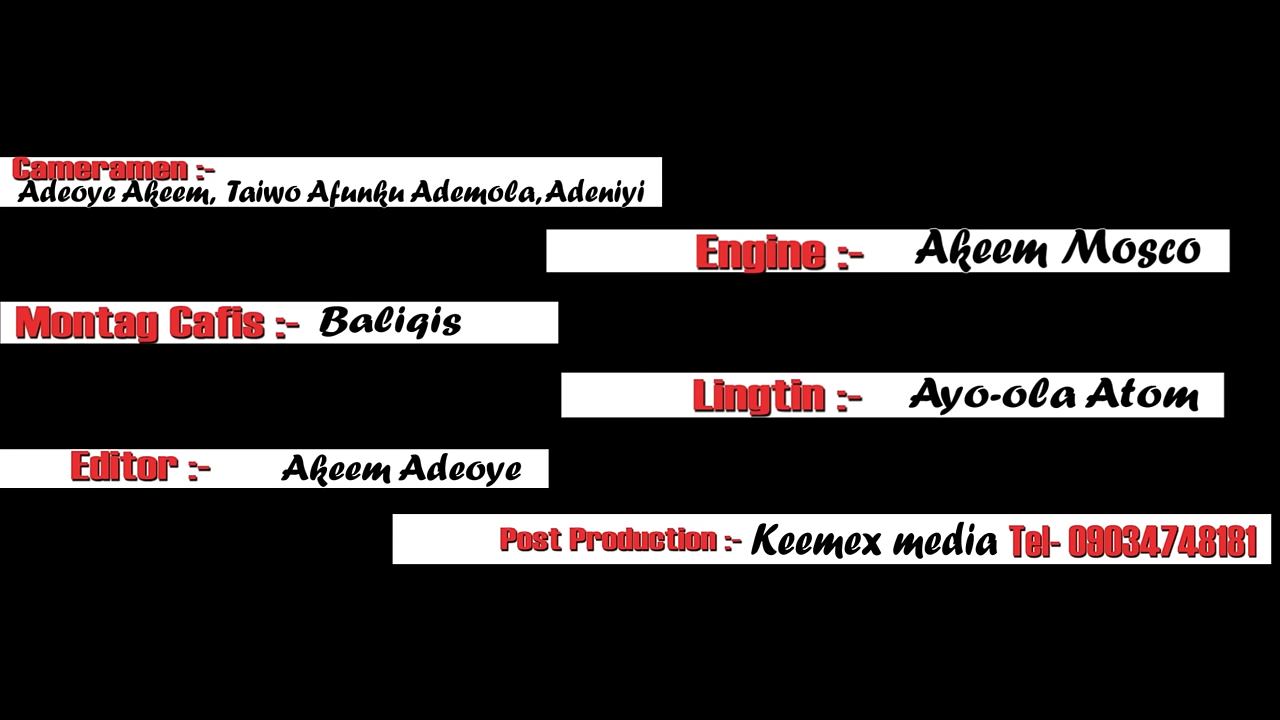 Cameramen :-
Adeoye Akeem, Taiwo Afunku Ademola, Adeniyi
Engine :- Akeem Mosco
Montag Cafis :- Baliqis
Lingtin :- Ayo-ola Atom
Editor :- Akeem Adeoye
Post Production :- Keemex media Tel- 09034748181